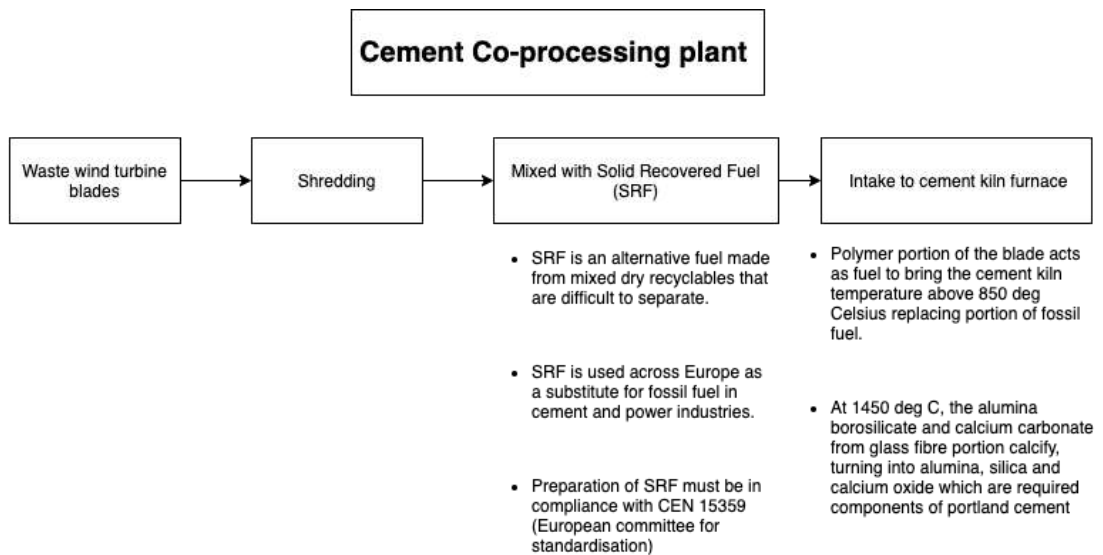 Cement Co-processing plant
Waste wind turbine
blades
Shredding
Mixed with Solid Recovered Fuel
(SRF)
Intake to cement kiln furnace
• SRF is an alternative fuel made
from mixed dry recyclables that
are difficult to separate.
• SRF is used across Europe as
a substitute for fossil fuel in
cement and power industries.
• Preparation of SRF must be in
compliance with CEN 15359
(European committee for
standardisation)
• Polymer portion of the blade acts
as fuel to bring the cement kiln
temperature above 850 deg
Celsius replacing portion of fossil
fuel.
• At 1450 deg C, the alumina
borosilicate and calcium carbonate
from glass fibre portion calcify,
turning into alumina, silica and
calcium oxide which are required
components of portland cement